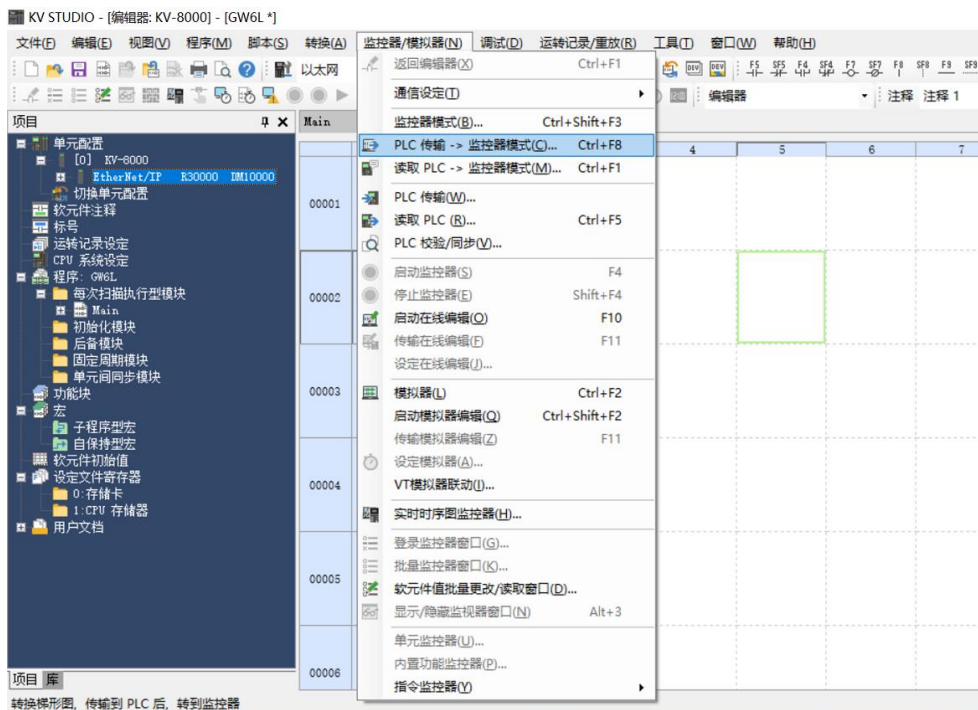 KV STUDIO - [编辑器: KV-8000] - [GW6L *]
文件(F) 编辑(E) 视图(V) 程序(M) 脚本(S) 转换(A) 监控器/模拟器(N) 调试(D) 运转记录/重放(R) 工具(T) 窗口(W) 帮助(H)
以太网
F5 SF5 F4 SF4 F7 SF7 F8 SF8 F9 SF9
编辑器 注释 注释 1
项目
Main
单元配置
[0] KV-8000
EtherNet/IP R30000 DM10000
切换单元配置
软元件注释
标号
运转记录设定
CPU 系统设定
程序: GW6L
每次扫描执行型模块
Main
初始化模块
后备模块
固定周期模块
单元间同步模块
功能块
宏
子程序型宏
自保持型宏
软元件初始值
设定文件寄存器
0:存储卡
1:CPU 存储器
用户文档
项目 库
转换梯形图, 传输到 PLC 后, 转到监控器
返回编辑器(X) Ctrl+F1
通信设定(T)
监控器模式(B)... Ctrl+Shift+F3
PLC 传输 -> 监控器模式(C)... Ctrl+F8
读取 PLC -> 监控器模式(M)... Ctrl+F1
PLC 传输(W)...
读取 PLC (R)... Ctrl+F5
PLC 校验/同步(V)...
启动监控器(S) F4
停止监控器(E) Shift+F4
启动在线编辑(O) F10
传输在线编辑(F) F11
设定在线编辑(J)...
模拟器(L) Ctrl+F2
启动模拟器编辑(Q) Ctrl+Shift+F2
传输模拟器编辑(Z) F11
设定模拟器(A)...
VT模拟器联动(I)...
实时时序图监控器(H)...
登录监控器窗口(G)...
批量监控器窗口(K)...
软元件值批量更改/读取窗口(D)...
显示/隐藏监视器窗口(N) Alt+3
单元监控器(U)...
内置功能监控器(P)...
指令监控器(Y)
4 5 6 7
00001
00002
00003
00004
00005
00006